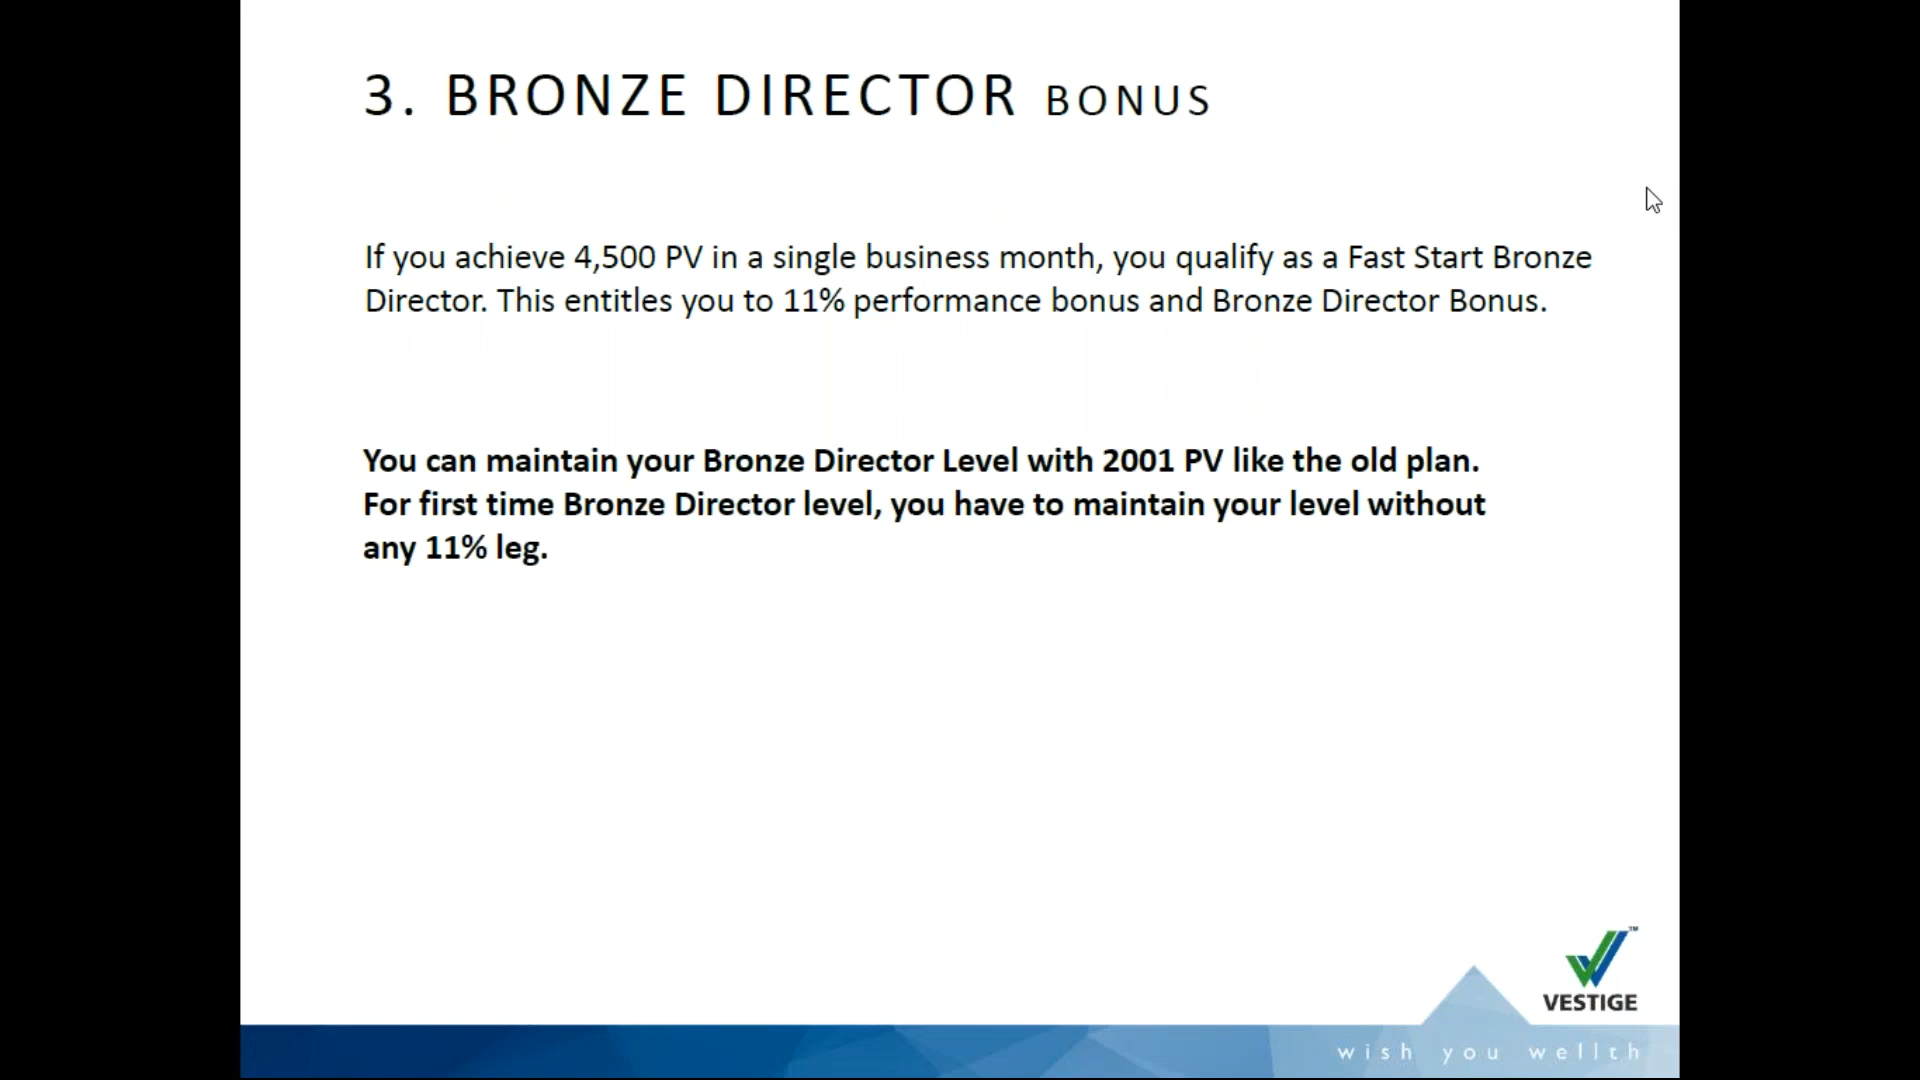 3. BRONZE DIRECTOR BONUS
If you achieve 4,500 PV in a single business month, you qualify as a Fast Start Bronze
Director. This entitles you to 11% performance bonus and Bronze Director Bonus.
You can maintain your Bronze Director Level with 2001 PV like the old plan.
For first time Bronze Director level, you have to maintain your level without
any 11% leg.
TM
VESTIGE
wish you wellth